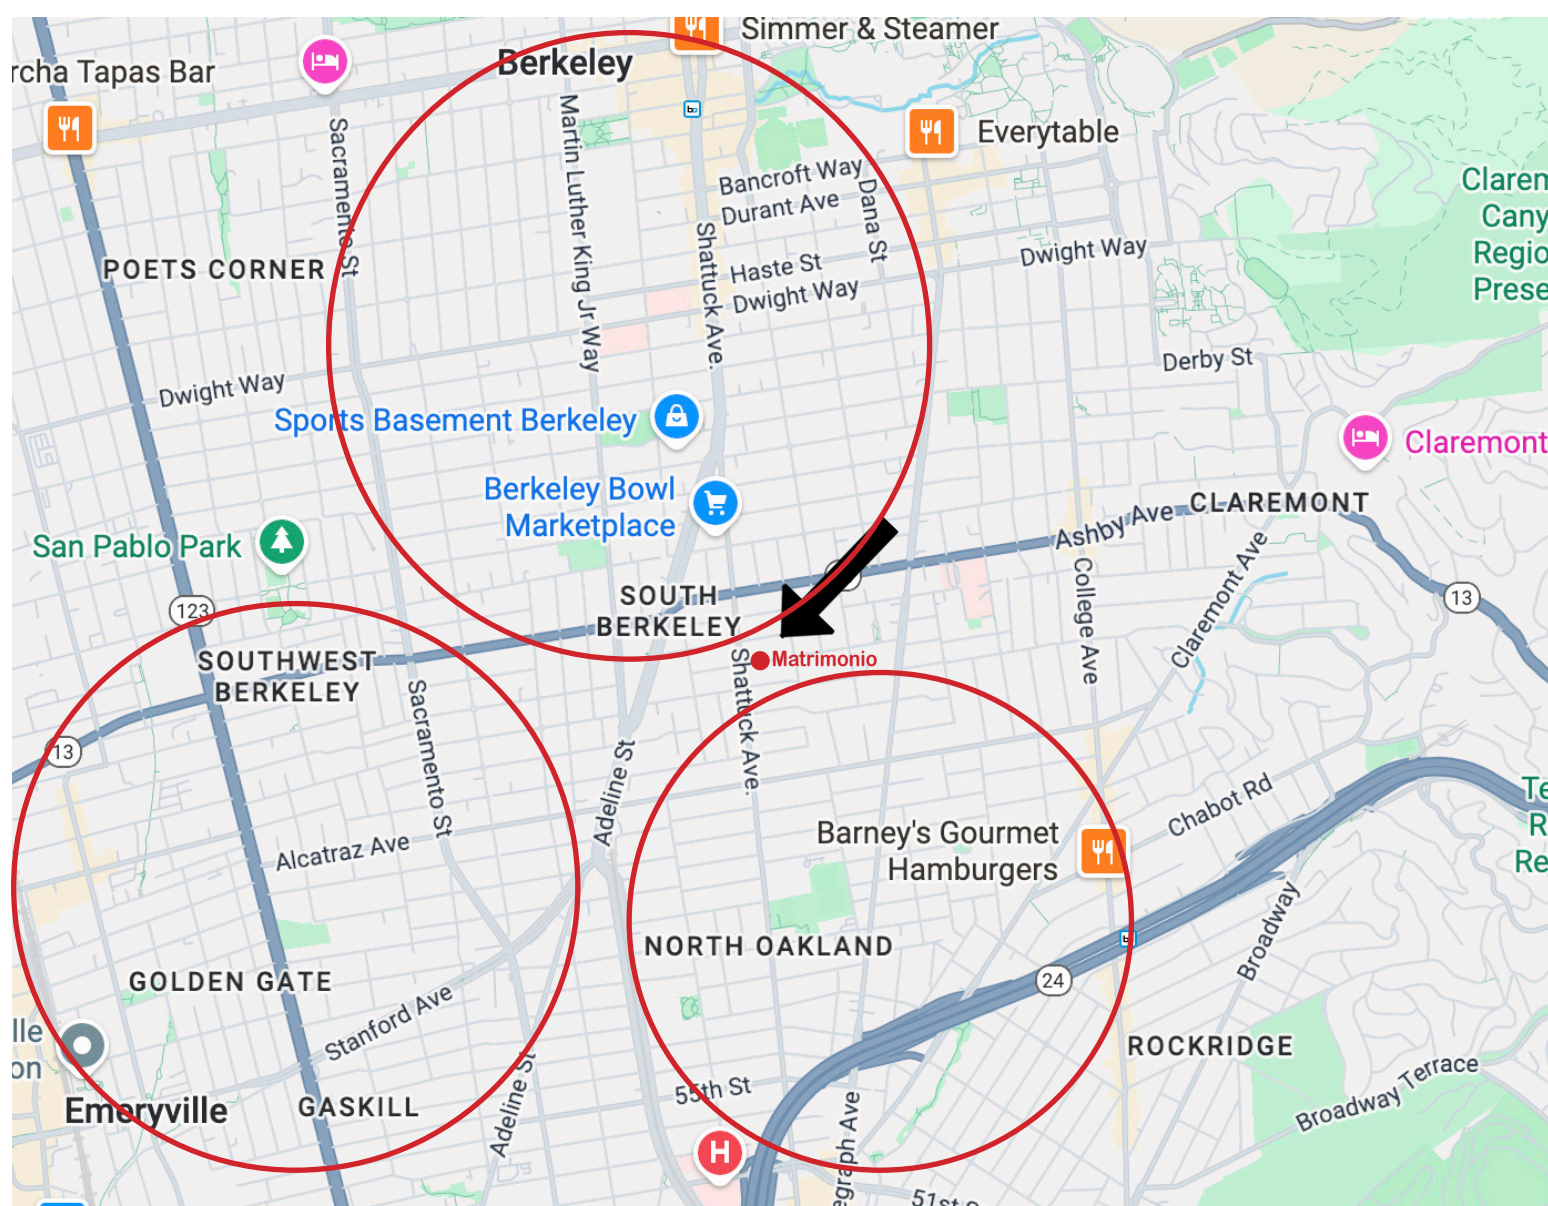 Simmer & Steamer
Berkeley
rcha Tapas Bar
Everytable
Martin Luther King Jr Way
Sacramento St
Bancroft Way
Durant Ave
Dana St
Clarem
Cany
Regio
Prese
Shattuck Ave.
Haste St
Dwight Way
Dwight Way
POETS CORNER
Derby St
Dwight Way
Sports Basement Berkeley
Claremont
Berkeley Bowl
Marketplace
CLAREMONT
Ashby Ave
San Pablo Park
123
SOUTH
BERKELEY
13
College Ave
Claremont Ave
Matrimonio
SOUTHWEST
BERKELEY
Sacramento St
Shattuck Ave.
13
Adeline St
Chabot Rd
Te
R
Re
Barney's Gourmet
Hamburgers
Alcatraz Ave
Broadway
NORTH OAKLAND
GOLDEN GATE
24
Stanford Ave
lle
on
ROCKRIDGE
Emeryville
GASKILL
Adeline St
55th St
H
egraph Ave
Broadway Terrace
51st S